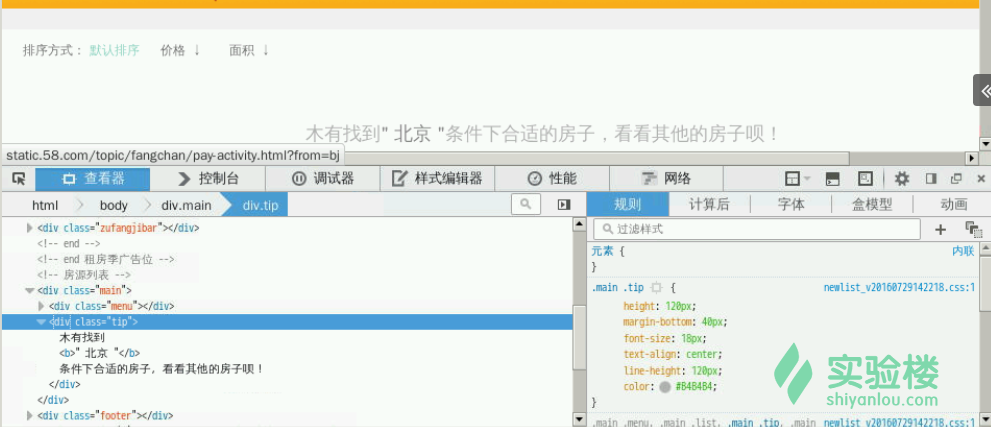 排序方式： 默认排序 价格 ↓ 面积 ↓
木有找到" 北京 "条件下合适的房子，看看其他的房子呗！
static.58.com/topic/fangchan/pay-activity.html?from=bj
查看器 控制台 调试器 样式编辑器 性能 网络
html body div.main div.tip
<div class="zufangjibar"></div>
<!-- end -->
<!-- end 租房季广告位 -->
<!-- 房源列表 -->
<div class="main">
<div class="menu"></div>
<div class="tip">
木有找到
<b>" 北京 "</b>
条件下合适的房子，看看其他的房子呗！
</div>
</div>
<div class="footer"></div>
规则 计算后 字体 盒模型 动画
过滤样式 +
元素 { 内联
}
.main .tip { newlist_v20160729142218.css:1
height: 120px;
margin-bottom: 40px;
font-size: 18px;
text-align: center;
line-height: 120px;
color: #B4B4B4;
}
.main .menu, .main .list, .main .tip, .main newlist_v20160729142218.css:1
实验楼
shiyanlou.com